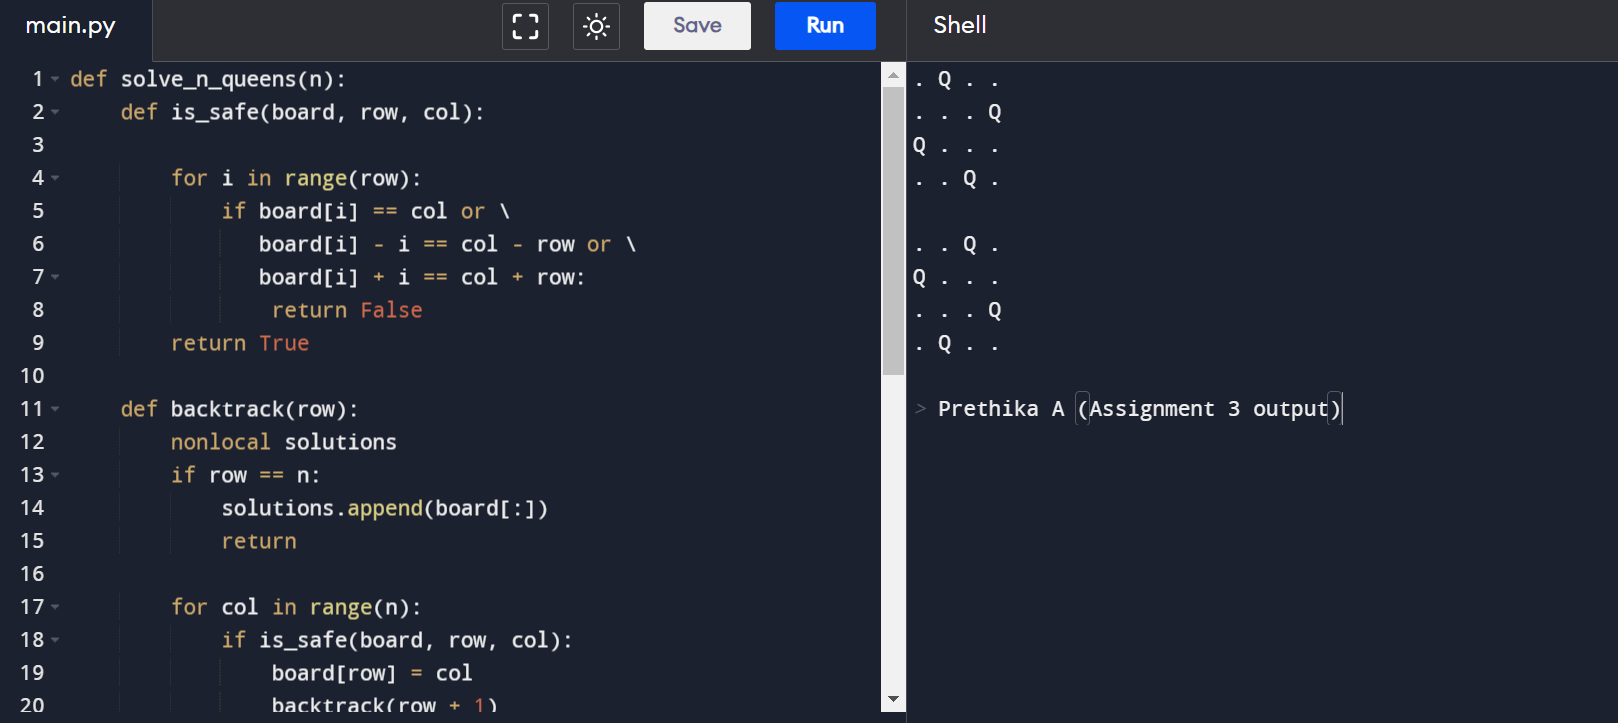 main.py
Save
Run
Shell
1 def solve_n_queens(n):
2     def is_safe(board, row, col):
3
4         for i in range(row):
5             if board[i] == col or \
6                board[i] - i == col - row or \
7                board[i] + i == col + row:
8                 return False
9         return True
10
11     def backtrack(row):
12         nonlocal solutions
13         if row == n:
14             solutions.append(board[:])
15             return
16
17         for col in range(n):
18             if is_safe(board, row, col):
19                 board[row] = col
20                 backtrack(row + 1)
. Q . .
. . . Q
Q . . .
. . Q .
. . Q .
Q . . .
. . . Q
. Q . .
> Prethika A (Assignment 3 output)